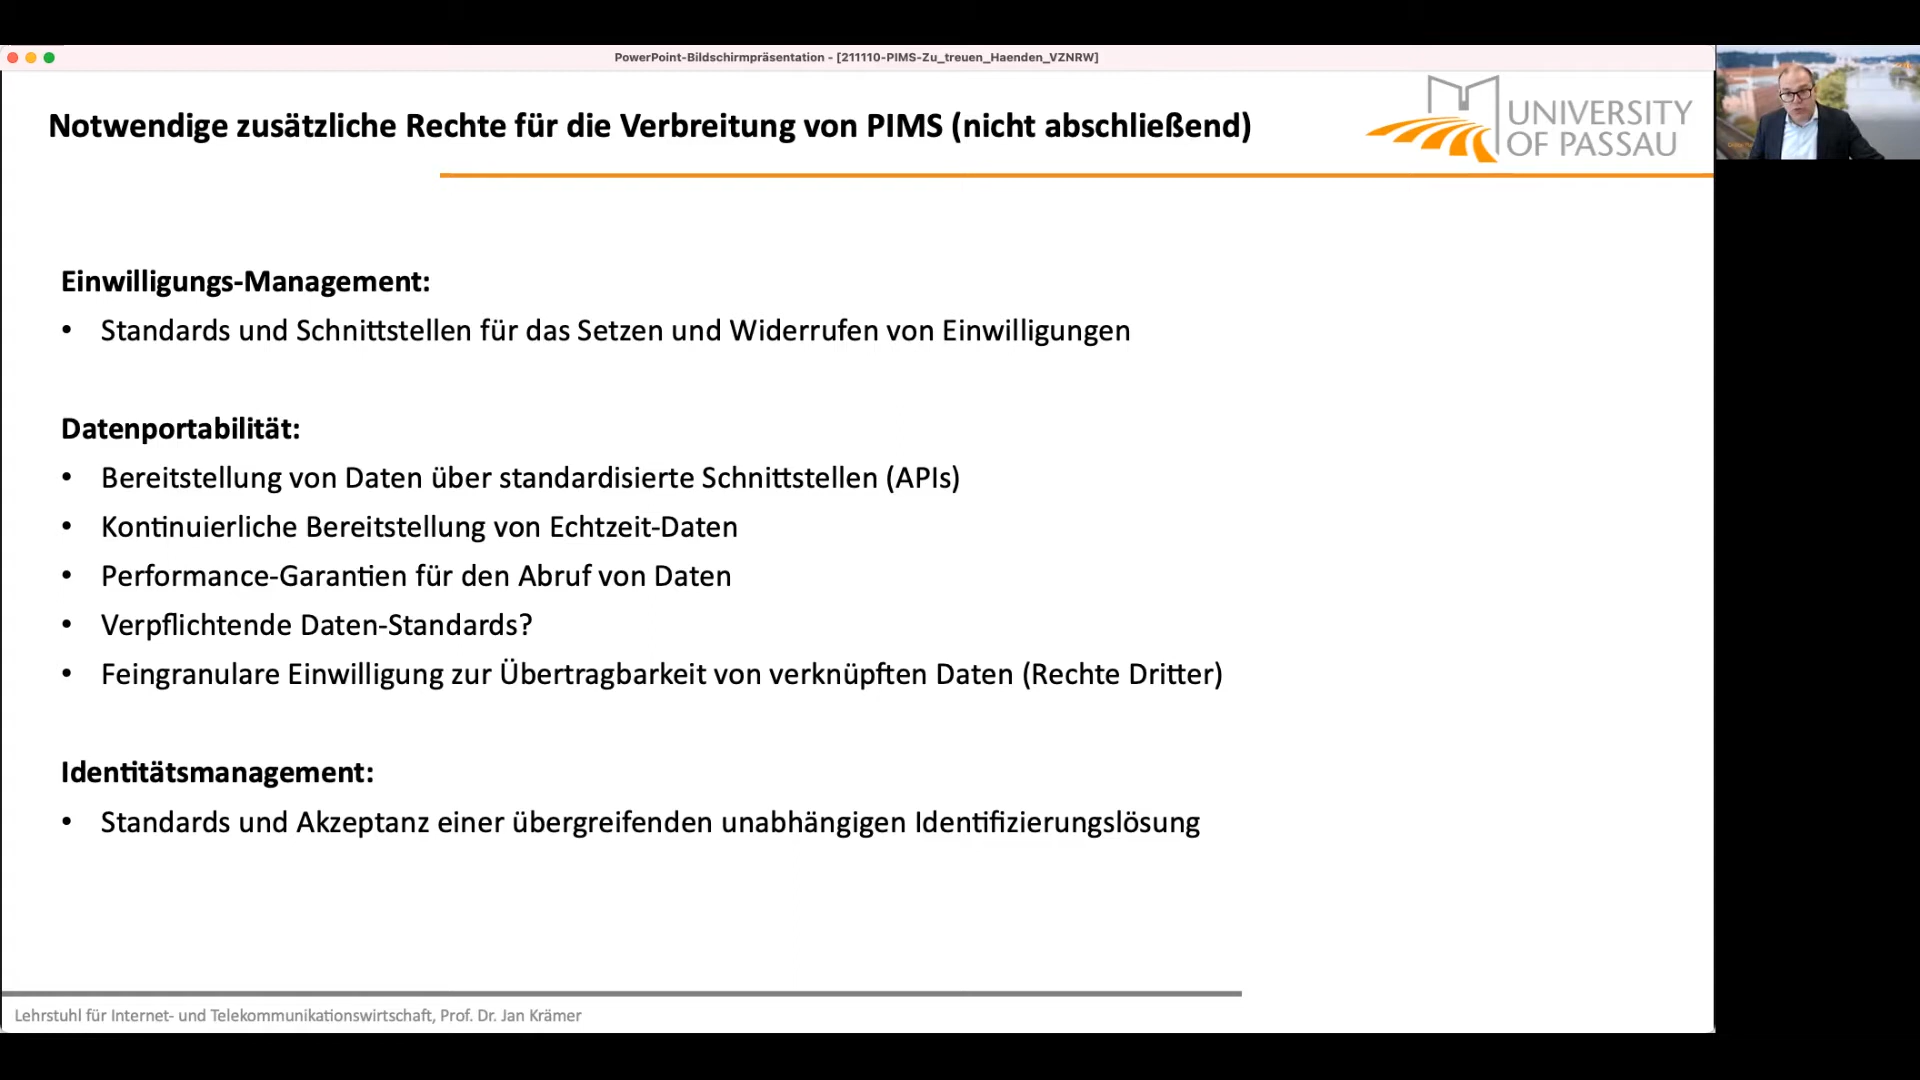 PowerPoint-Bildschirmpräsentation - [211110-PIMS-Zu_treuen_Haenden_VZNRW]
Notwendige zusätzliche Rechte für die Verbreitung von PIMS (nicht abschließend)
UNIVERSITY
OF PASSAU
Einwilligungs-Management:
• Standards und Schnittstellen für das Setzen und Widerrufen von Einwilligungen
Datenportabilität:
• Bereitstellung von Daten über standardisierte Schnittstellen (APIs)
• Kontinuierliche Bereitstellung von Echtzeit-Daten
• Performance-Garantien für den Abruf von Daten
• Verpflichtende Daten-Standards?
• Feingranulare Einwilligung zur Übertragbarkeit von verknüpften Daten (Rechte Dritter)
Identitätsmanagement:
• Standards und Akzeptanz einer übergreifenden unabhängigen Identifizierungslösung
Lehrstuhl für Internet- und Telekommunikationswirtschaft, Prof. Dr. Jan Krämer